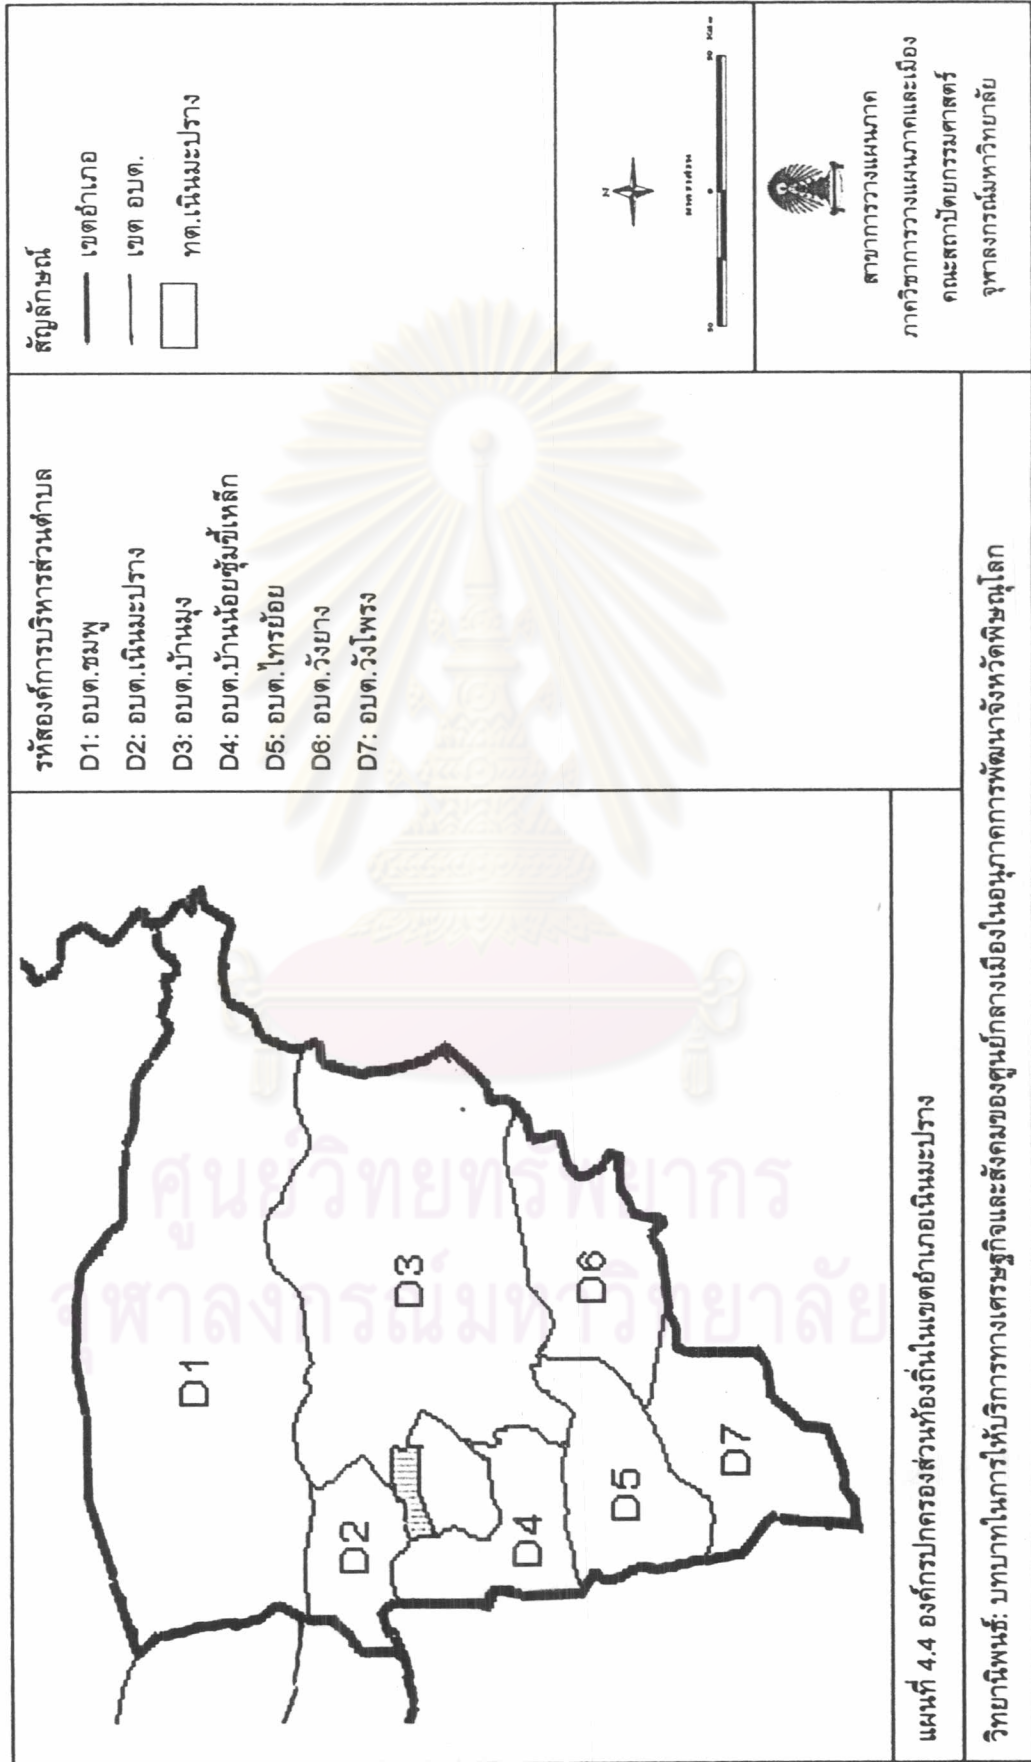 สัญลักษณ์
เขตอำเภอ
เขต อบต.
ทต.เนินมะปราง
รหัสองค์การบริหารส่วนตำบล
D1: อบต.ชมพู
D2: อบต.เนินมะปราง
D3: อบต.บ้านมุง
D4: อบต.บ้านน้อยซุ้มขี้เหล็ก
D5: อบต.ไทรย้อย
D6: อบต.วังยาง
D7: อบต.วังโพรง
D1
D2
D3
D4
D5
D6
D7
N
มาตราส่วน
สาขาการวางแผนภาค
ภาควิชาการวางแผนภาคและเมือง
คณะสถาปัตยกรรมศาสตร์
จุฬาลงกรณ์มหาวิทยาลัย
แผนที่ 4.4 องค์กรปกครองส่วนท้องถิ่นในเขตอำเภอเนินมะปราง
วิทยานิพนธ์: บทบาทในการให้บริการทางเศรษฐกิจและสังคมของศูนย์กลางเมืองในอนุภาคการพัฒนาจังหวัดพิษณุโลก
ศูนย์วิทยทรัพยากร
จุฬาลงกรณ์มหาวิทยาลัย